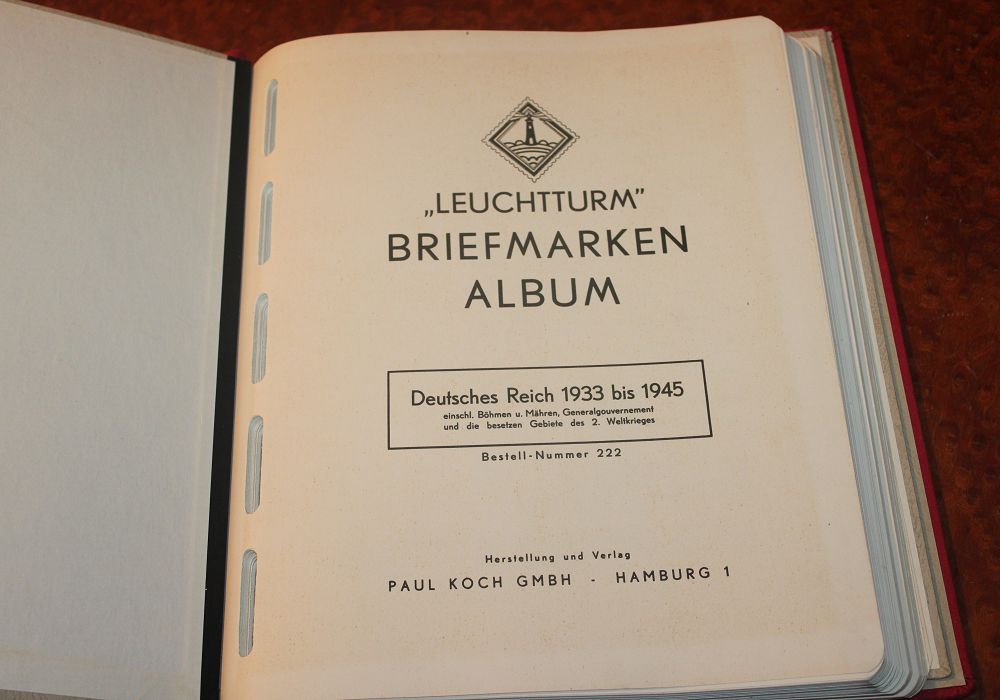 „LEUCHTTURM”
BRIEFMARKEN
ALBUM
Deutsches Reich 1933 bis 1945
einschl. Böhmen u. Mähren, Generalgouvernement
und die besetzen Gebiete des 2. Weltkrieges
Bestell-Nummer 222
Herstellung und Verlag
PAUL KOCH GMBH - HAMBURG 1